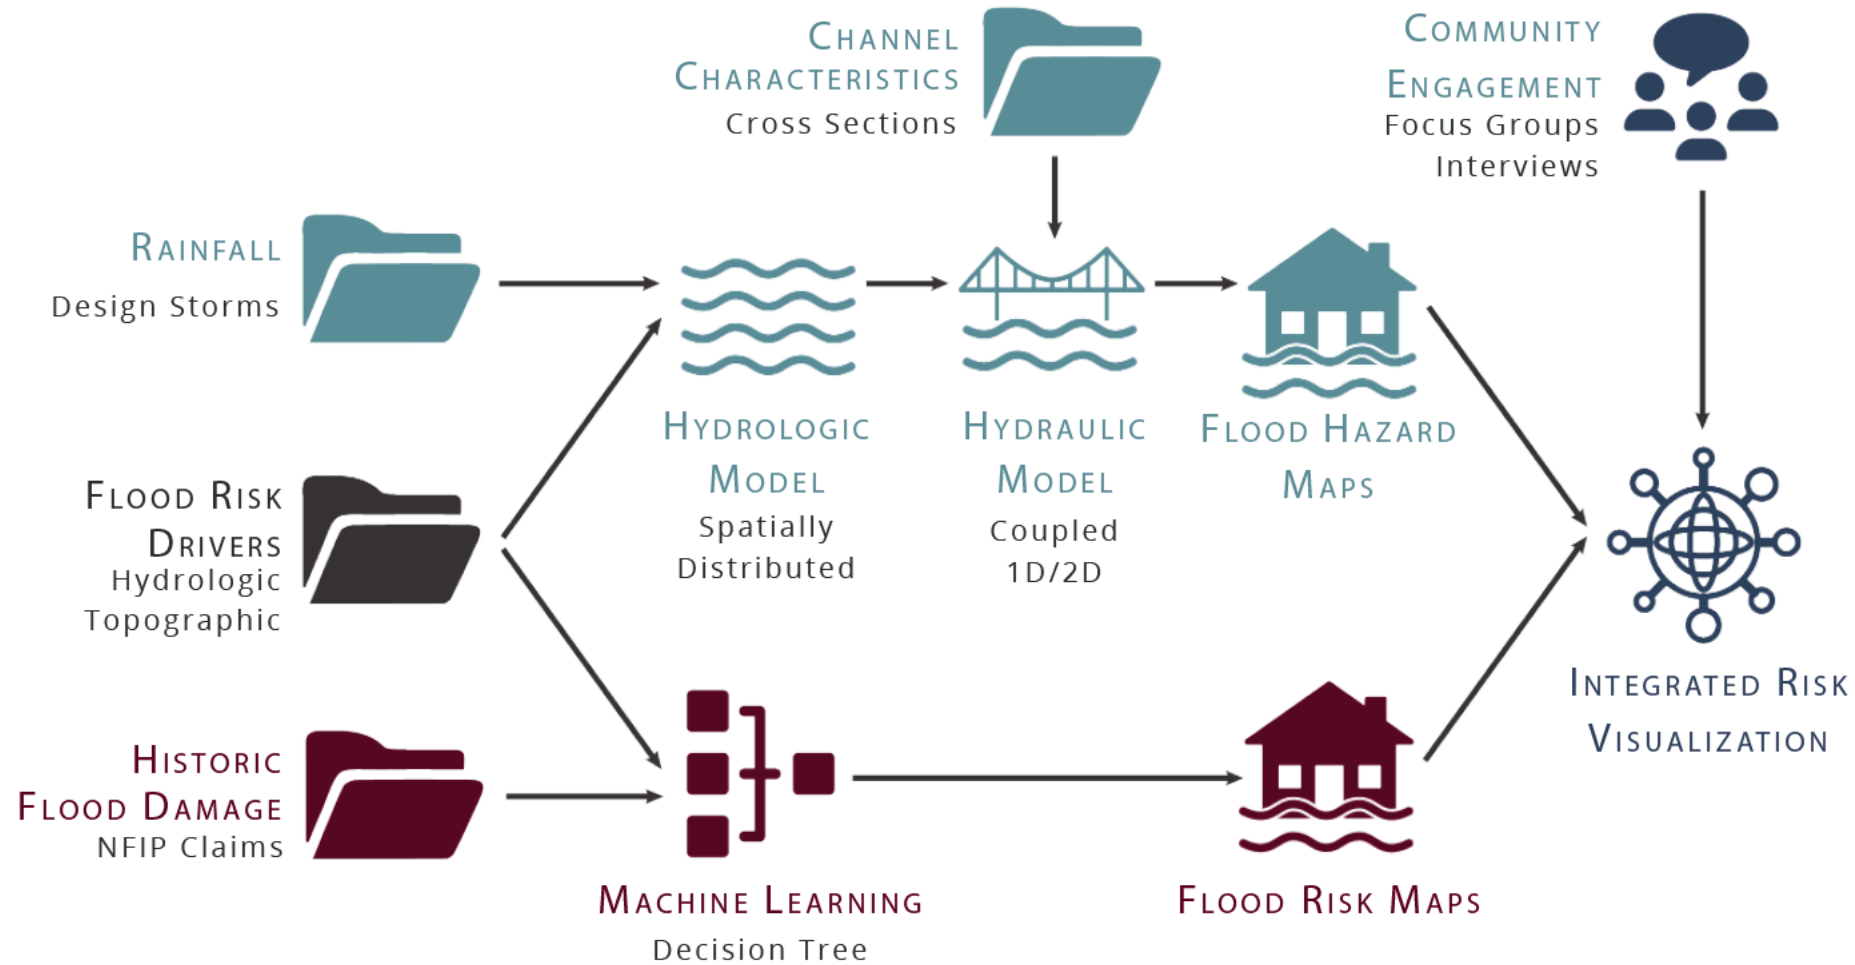 CHANNEL
CHARACTERISTICS
Cross Sections
COMMUNITY
ENGAGEMENT
Focus Groups
Interviews
RAINFALL
Design Storms
HYDROLOGIC
MODEL
Spatially
Distributed
HYDRAULIC
MODEL
Coupled
1D/2D
FLOOD HAZARD
MAPS
FLOOD RISK
DRIVERS
Hydrologic
Topographic
INTEGRATED RISK
VISUALIZATION
HISTORIC
FLOOD DAMAGE
NFIP Claims
MACHINE LEARNING
Decision Tree
FLOOD RISK MAPS